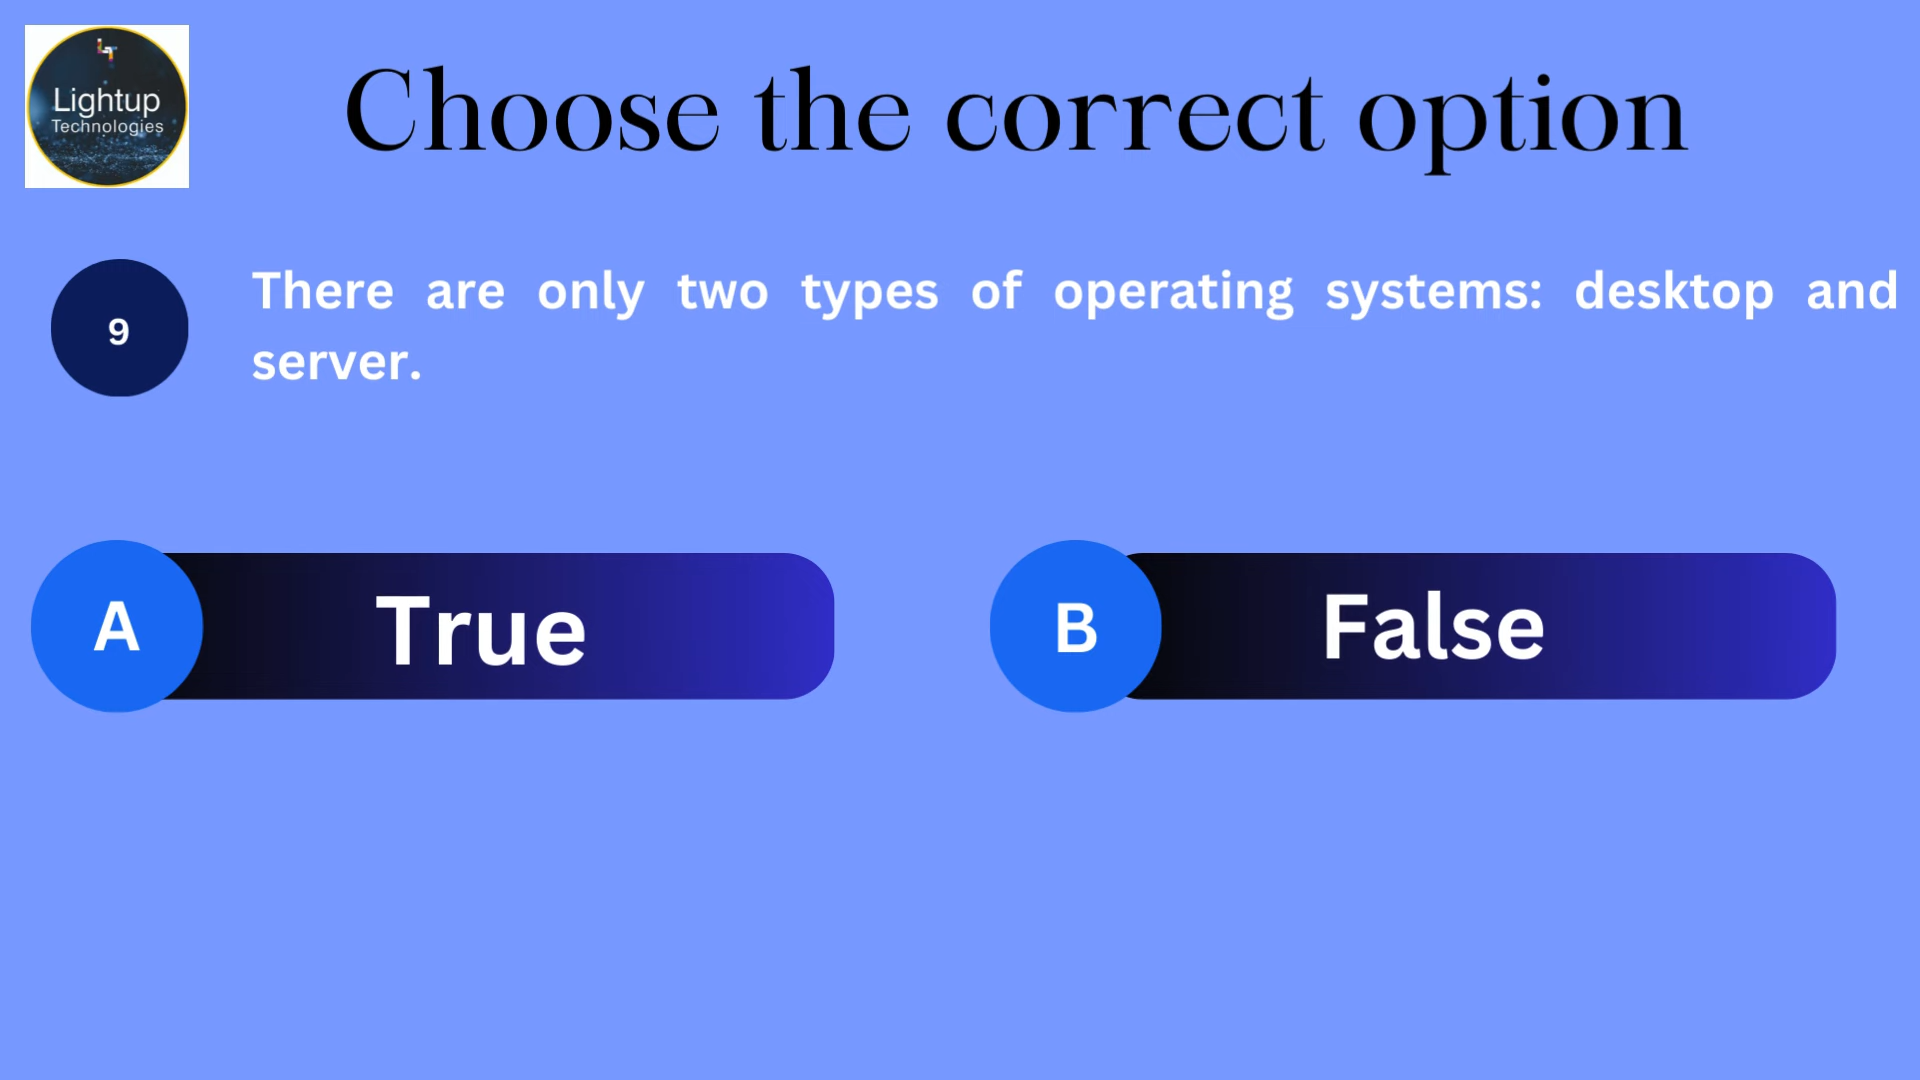 LT
Lightup
Technologies
Choose the correct option
9
There are only two types of operating systems: desktop and
server.
A
True
B
False